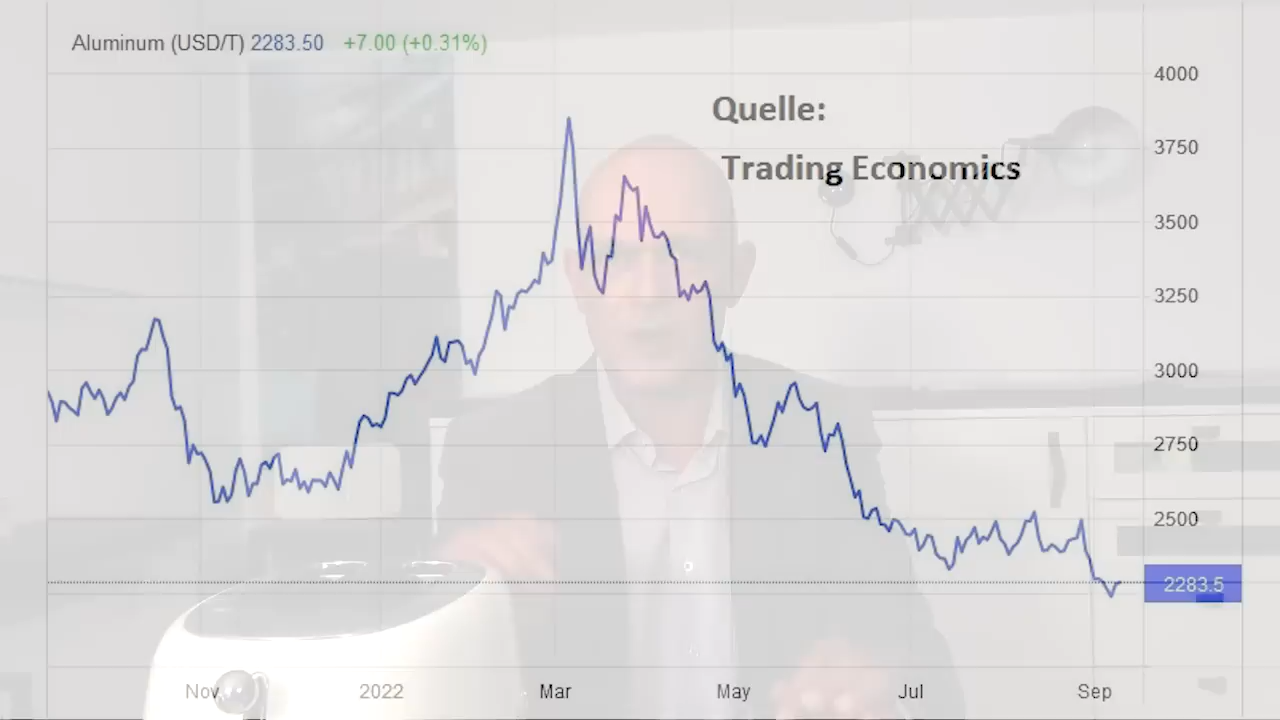 Aluminum (USD/T) 2283.50 +7.00 (+0.31%)
Quelle:
Trading Economics
4000
3750
3500
3250
3000
2750
2500
2283.5
Nov
2022
Mar
May
Jul
Sep